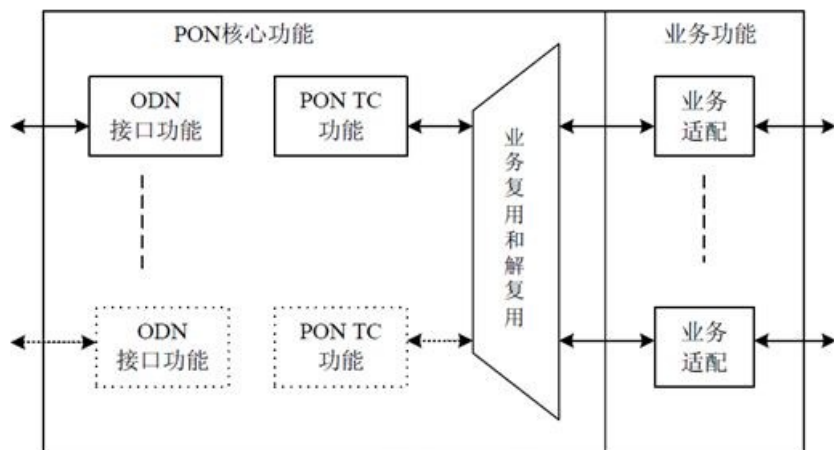 PON核心功能
业务功能
ODN
接口功能
PON TC
功能
业务复用和解复用
业务
适配
ODN
接口功能
PON TC
功能
业务
适配